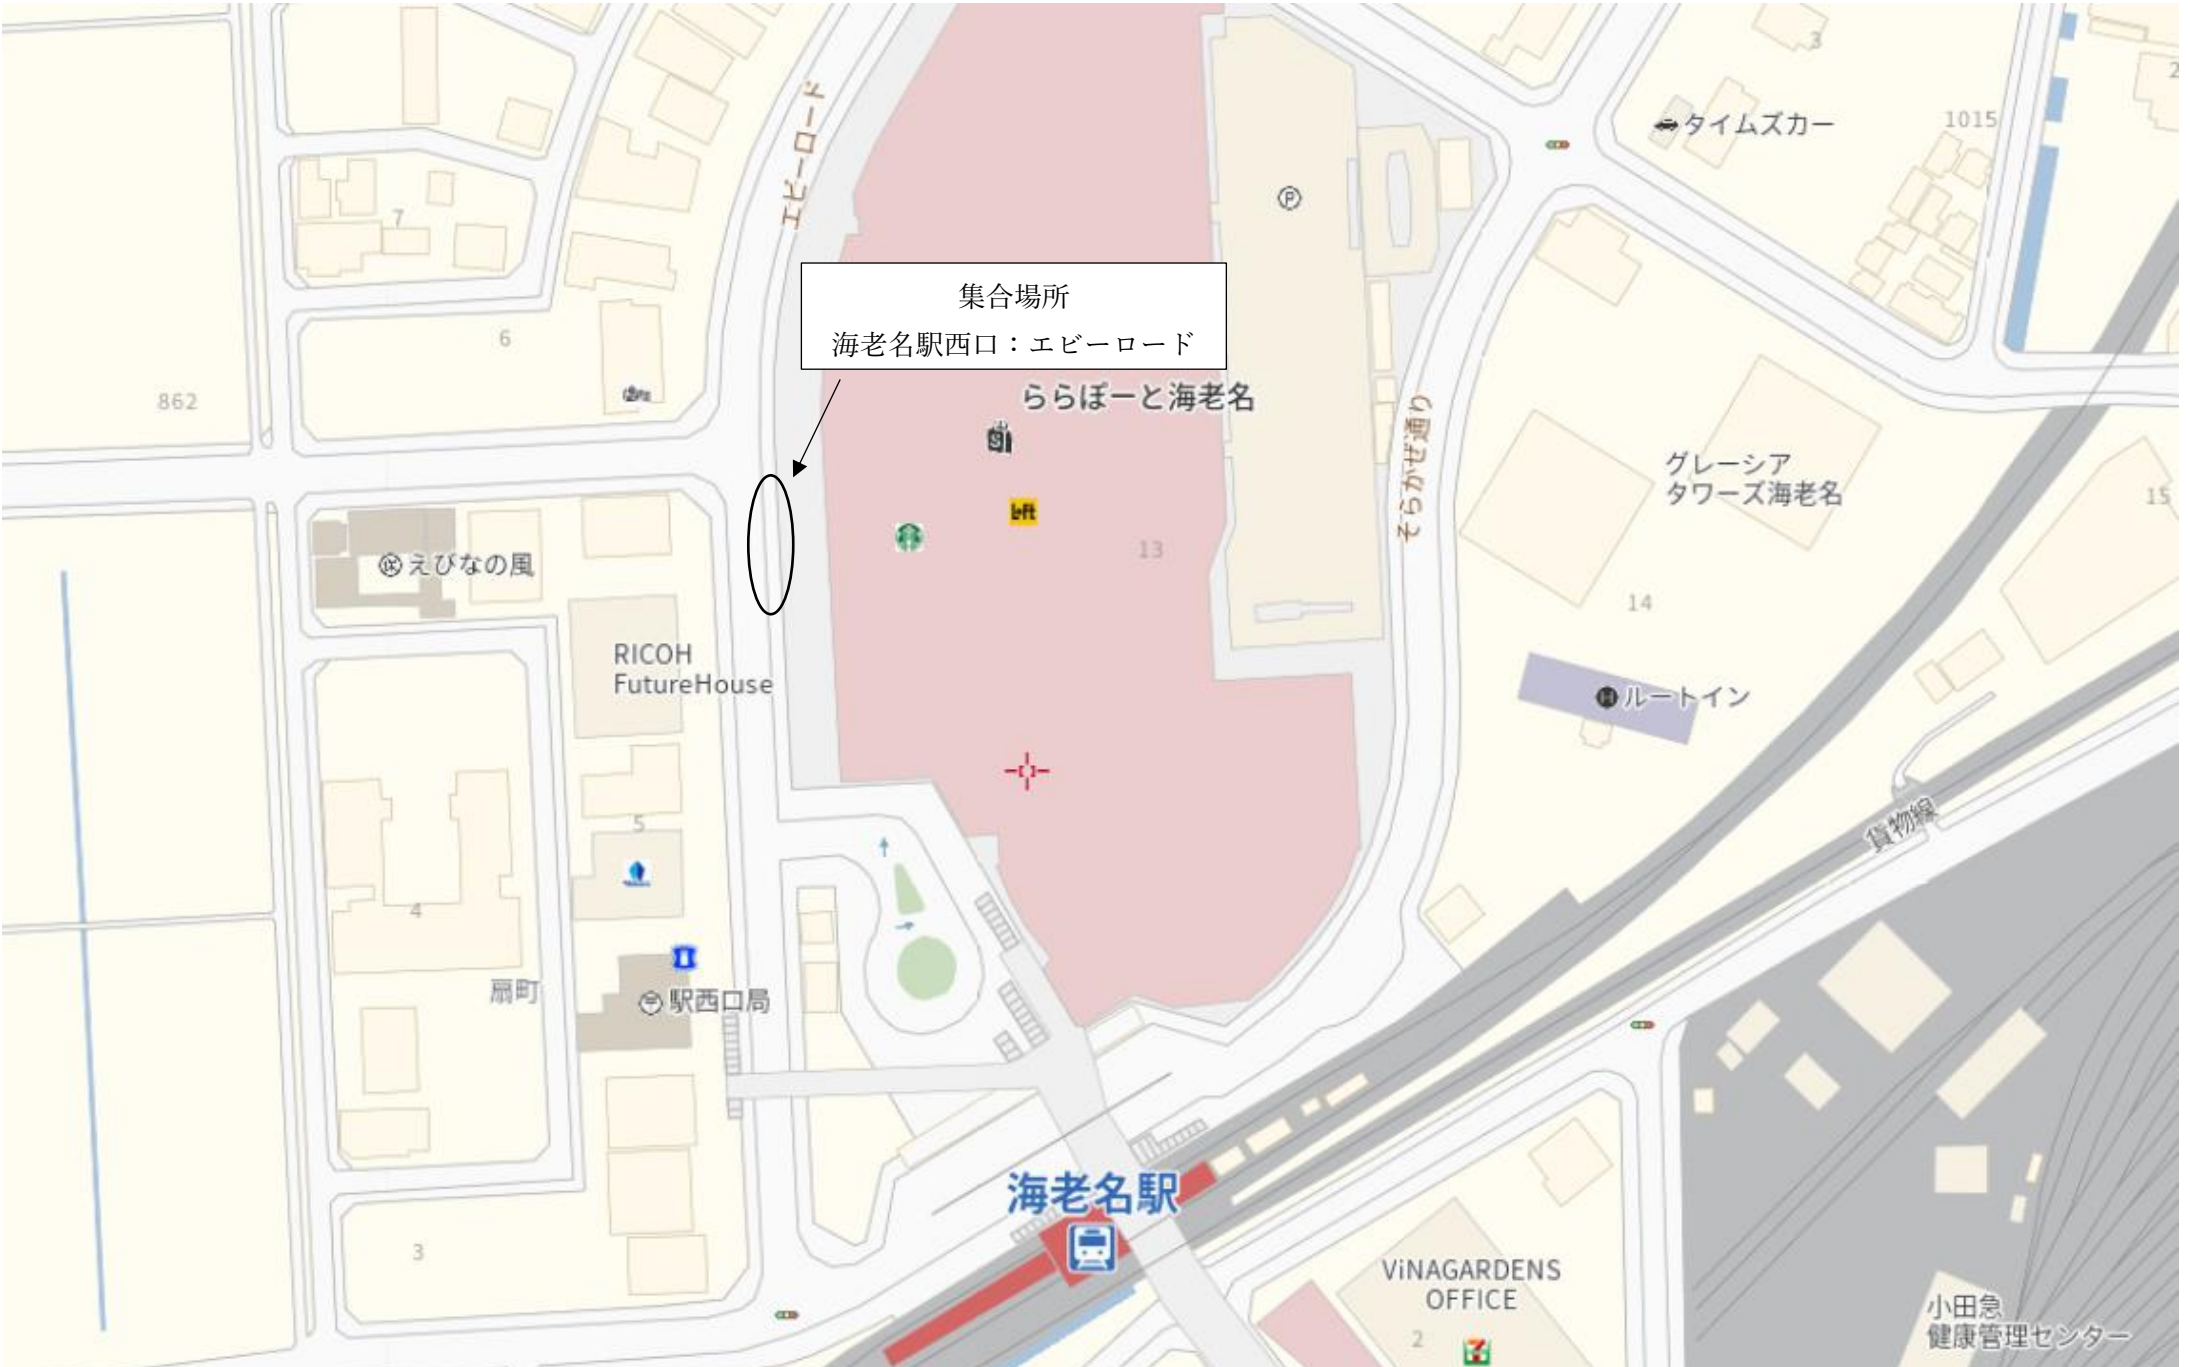 エビーロード
3
2
タイムズカー
1015
P
7
集合場所
海老名駅西口：エビーロード
6
862
ららぽーと海老名
そらかぜ通り
グレーシア
タワーズ海老名
15
Loft
13
えびなの風
14
RICOH
FutureHouse
H ルートイン
貨物線
5
4
扇町
駅西口局
海老名駅
3
ViNAGARDENS
OFFICE
2
7
小田急
健康管理センター